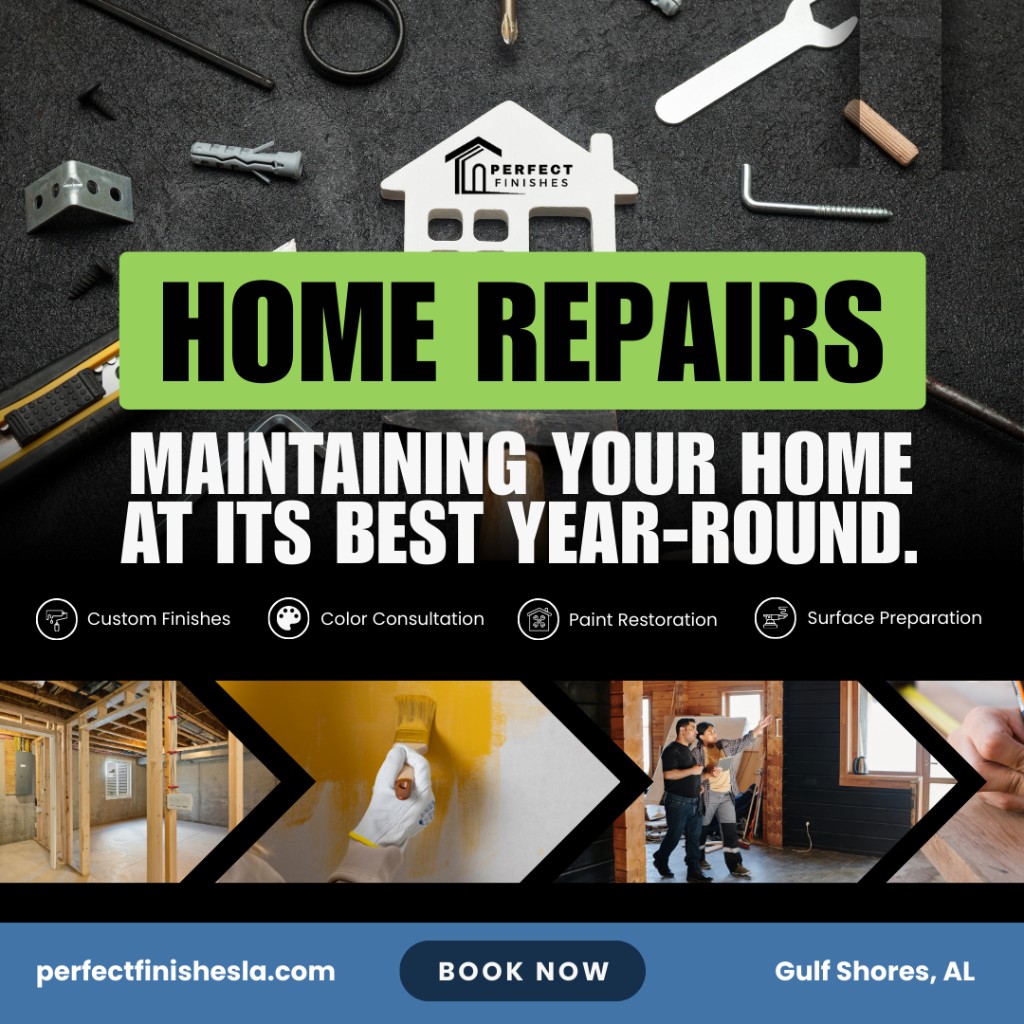 PERFECT
FINISHES
HOME REPAIRS
MAINTAINING YOUR HOME
AT ITS BEST YEAR-ROUND.
Custom Finishes
Color Consultation
Paint Restoration
Surface Preparation
perfectfinishesla.com
BOOK NOW
Gulf Shores, AL